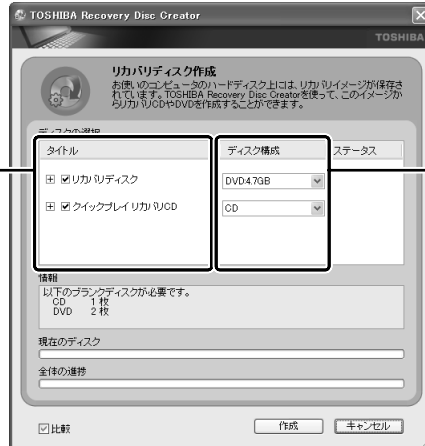 TOSHIBA Recovery Disc Creator
TOSHIBA
リカバリディスク作成
お使いのコンピュータのハードディスク上には、リカバリイメージが保存さ
れています。TOSHIBA Recovery Disc Creatorを使って、このイメージか
らリカバリCDやDVDを作成することができます。
ディスクの選択
タイトル ディスク構成 ステータス
リカバリディスク DVD:4.7GB
クイックプレイリカバリCD CD
情報
以下のブランクディスクが必要です。
CD 1 枚
DVD 2 枚
現在のディスク
全体の進捗
比較 作成 キャンセル